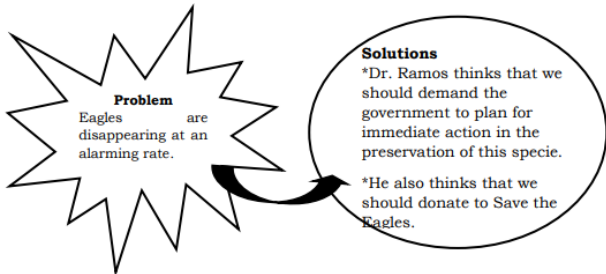 Problem
Eagles are
disappearing at an
alarming rate.
Solutions
*Dr. Ramos thinks that we
should demand the
government to plan for
immediate action in the
preservation of this specie.
*He also thinks that we
should donate to Save the
Eagles.